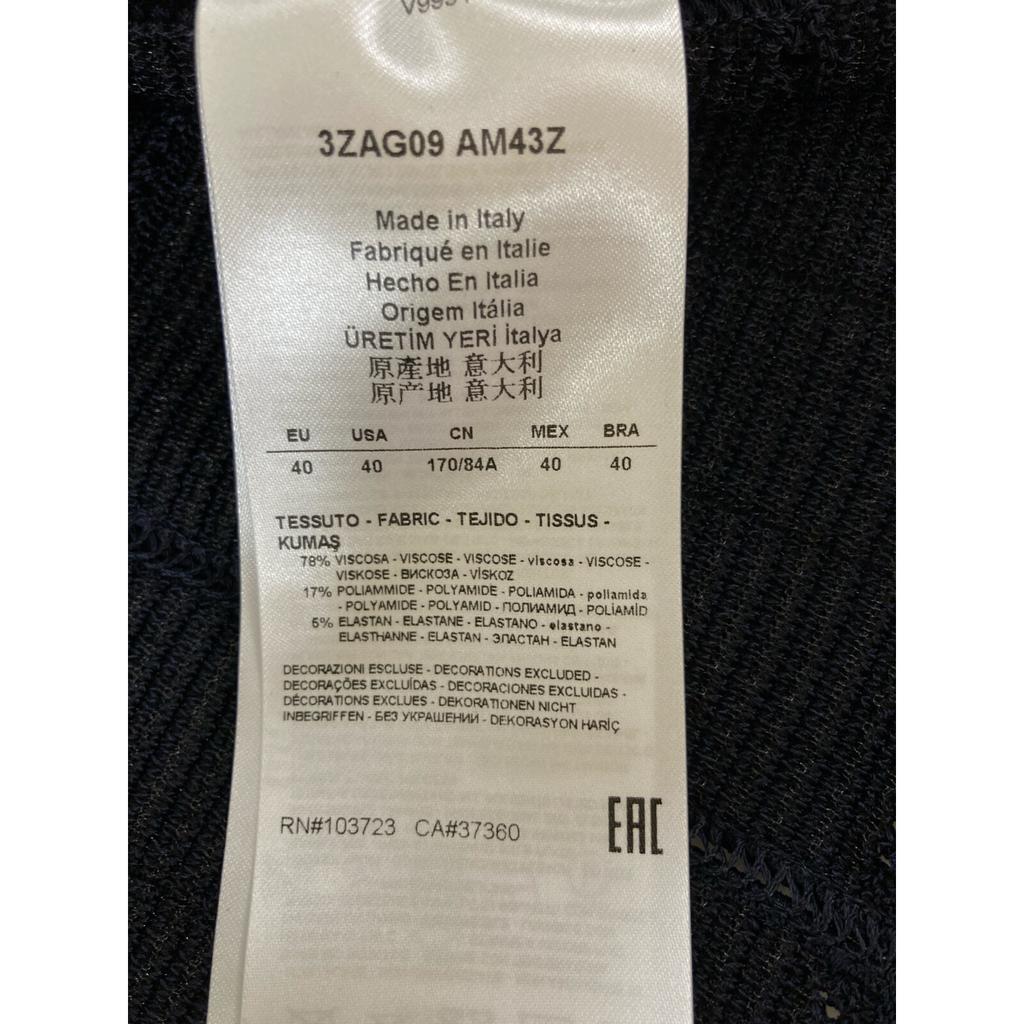 3ZAG09 AM43Z
Made in Italy
Fabriqué en Italie
Hecho En Italia
Origem Itália
ÜRETİM YERİ İtalya
原產地 意大利
原产地 意大利
EU USA CN MEX BRA
40 40 170/84A 40 40
TESSUTO - FABRIC - TEJIDO - TISSUS -
KUMAŞ
78% VISCOSA - VISCOSE - VISCOSE - viscosa - VISCOSE -
VISKOSE - ВИСКОЗА - VİSKOZ
17% POLIAMMIDE - POLYAMIDE - POLIAMIDA - poliamida
- POLYAMIDE - POLYAMID - ПОЛИАМИД - POLİAMİD
5% ELASTAN - ELASTANE - ELASTANO - elastano -
ELASTHANNE - ELASTAN - ЭЛАСТАН - ELASTAN
DECORAZIONI ESCLUSE - DECORATIONS EXCLUDED -
DECORAÇÕES EXCLUÍDAS - DECORACIONES EXCLUIDAS -
DÉCORATIONS EXCLUES - DEKORATIONEN NICHT
INBEGRIFFEN - БЕЗ УКРАШЕНИИ - DEKORASYON HARİÇ
RN#103723 CA#37360
EAC